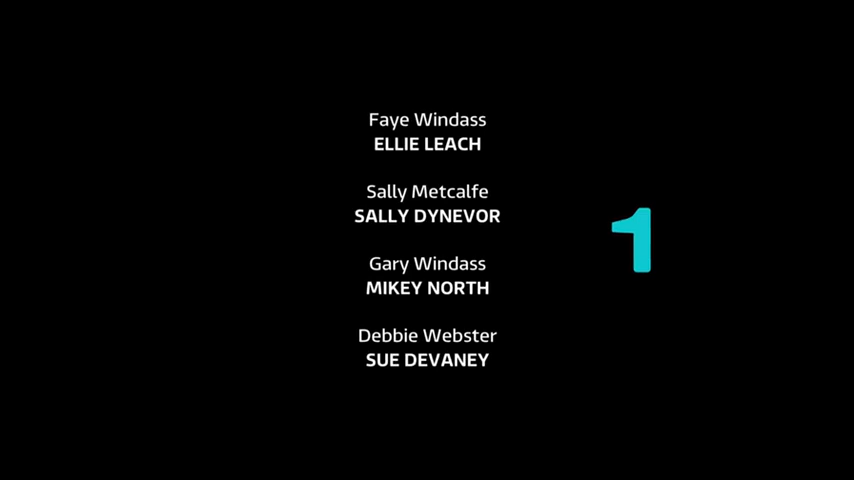 Faye Windass
ELLIE LEACH
Sally Metcalfe
SALLY DYNEVOR
1
Gary Windass
MIKEY NORTH
Debbie Webster
SUE DEVANEY